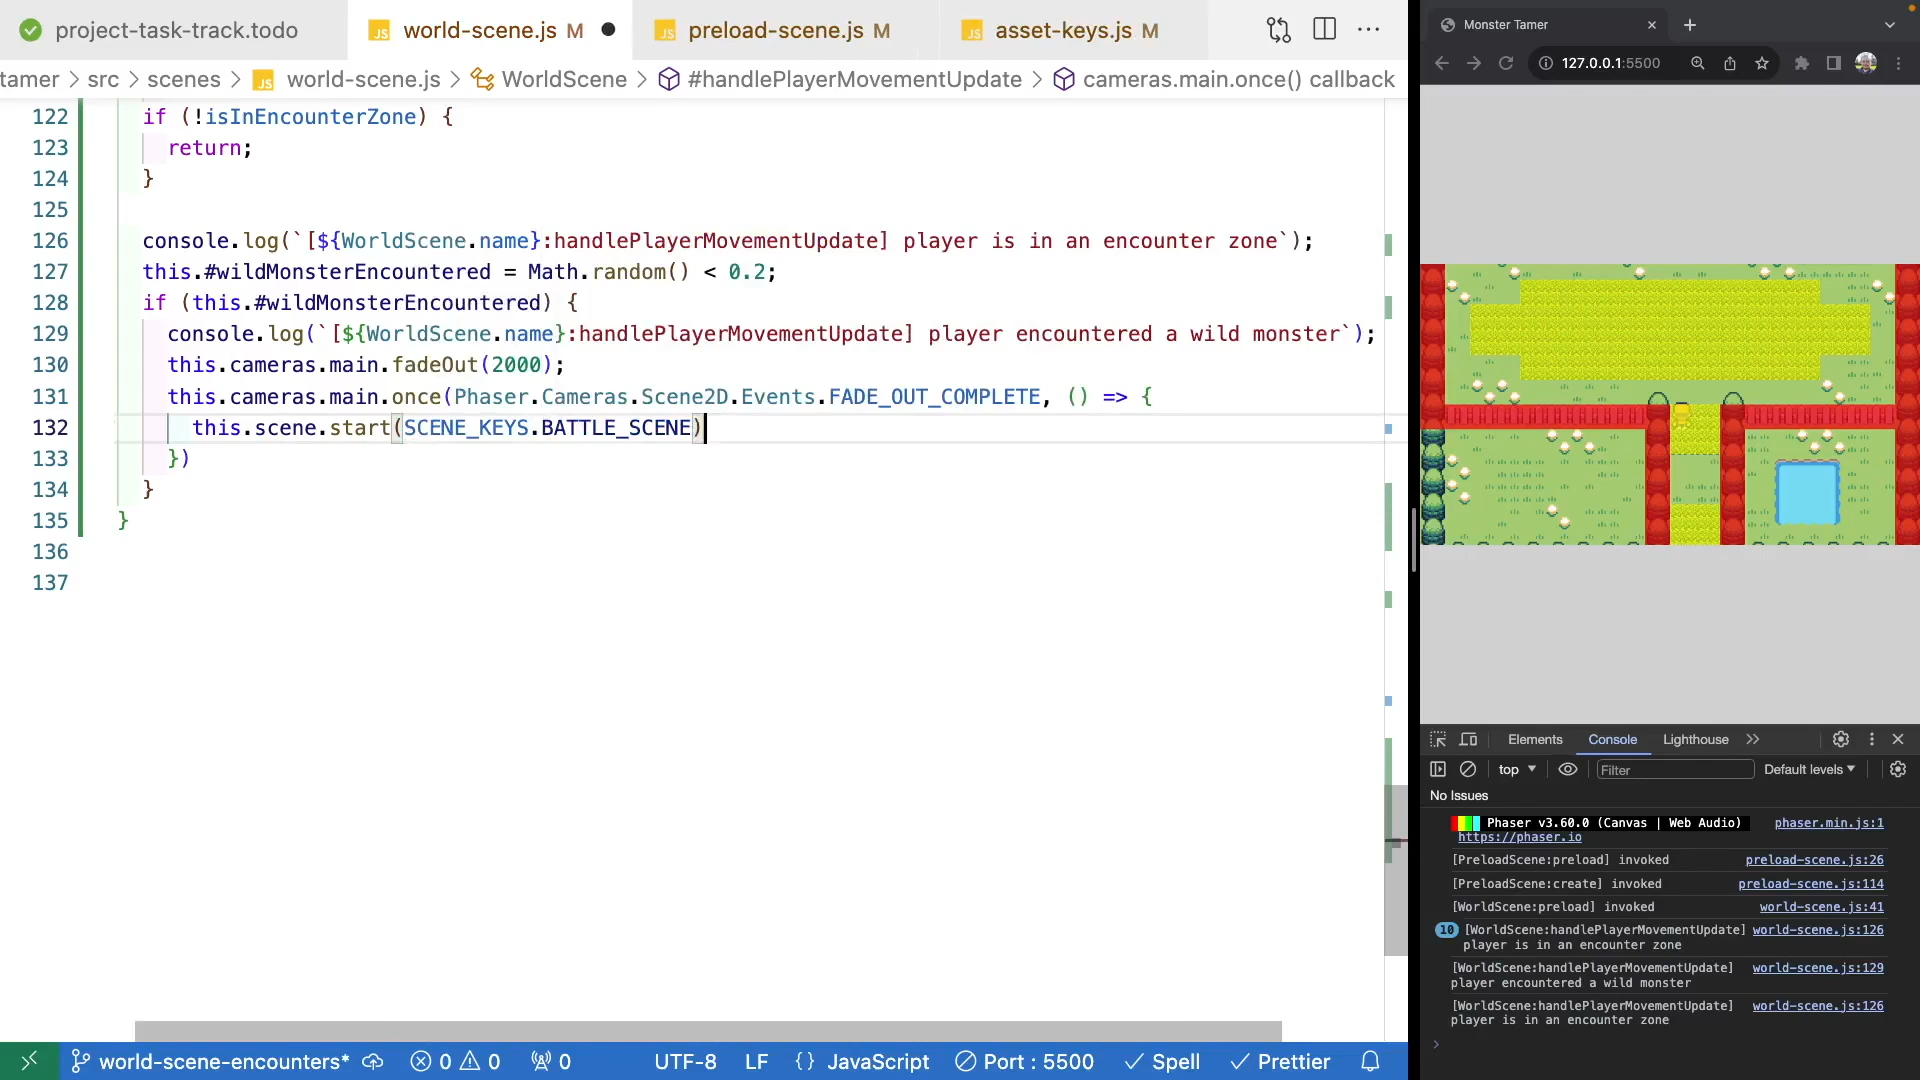 project-task-track.todo
world-scene.js M
preload-scene.js M
asset-keys.js M
tamer > src > scenes > JS world-scene.js > WorldScene > #handlePlayerMovementUpdate > cameras.main.once() callback
122 if (!isInEncounterZone) {
123 return;
124 }
125
126 console.log(`[${WorldScene.name}:handlePlayerMovementUpdate] player is in an encounter zone`);
127 this.#wildMonsterEncountered = Math.random() < 0.2;
128 if (this.#wildMonsterEncountered) {
129 console.log(`[${WorldScene.name}:handlePlayerMovementUpdate] player encountered a wild monster`);
130 this.cameras.main.fadeOut(2000);
131 this.cameras.main.once(Phaser.Cameras.Scene2D.Events.FADE_OUT_COMPLETE, () => {
132 this.scene.start(SCENE_KEYS.BATTLE_SCENE)
133 })
134 }
135 }
136
137
world-scene-encounters* 0 0 0 UTF-8 LF {} JavaScript Port : 5500 Spell Prettier
Monster Tamer
127.0.0.1:5500
Elements Console Lighthouse
top Filter Default levels
No Issues
Phaser v3.60.0 (Canvas | Web Audio) phaser.min.js:1
https://phaser.io
[PreloadScene:preload] invoked preload-scene.js:26
[PreloadScene:create] invoked preload-scene.js:114
[WorldScene:preload] invoked world-scene.js:41
10 [WorldScene:handlePlayerMovementUpdate] world-scene.js:126
player is in an encounter zone
[WorldScene:handlePlayerMovementUpdate] world-scene.js:129
player encountered a wild monster
[WorldScene:handlePlayerMovementUpdate] world-scene.js:126
player is in an encounter zone